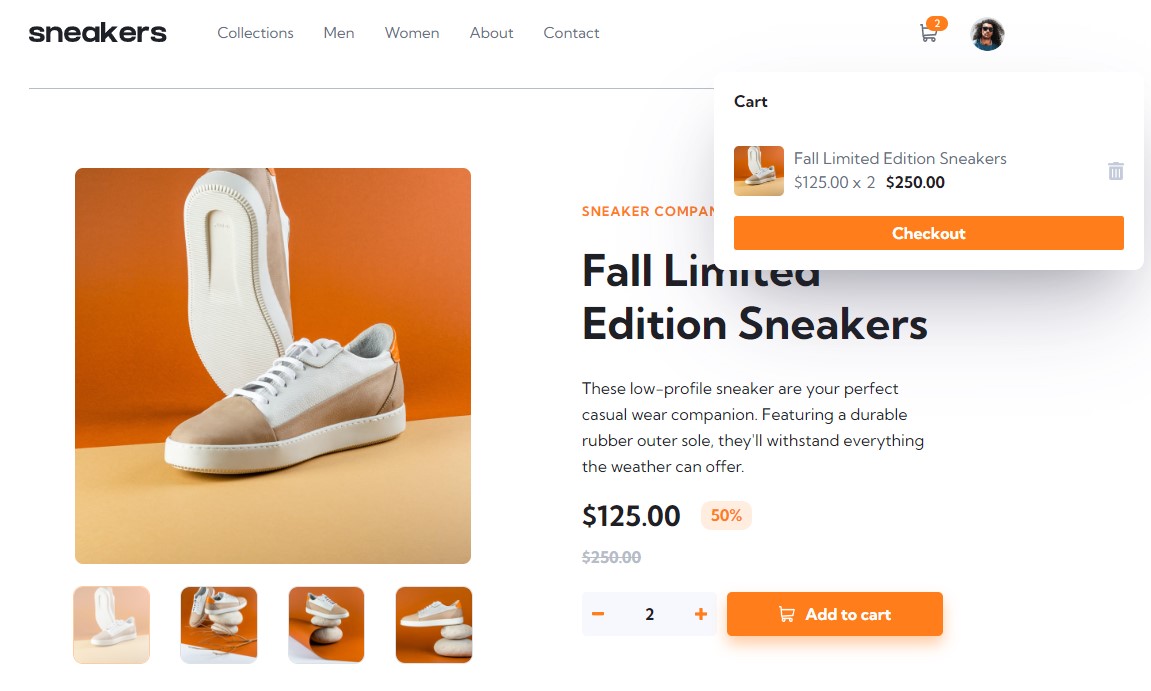 sneakers Collections Men Women About Contact 2
Cart
Fall Limited Edition Sneakers
$125.00 x 2 $250.00
Checkout
SNEAKER
Fall Limited
Edition Sneakers
These low-profile sneaker are your perfect
casual wear companion. Featuring a durable
rubber outer sole, they'll withstand everything
the weather can offer.
$125.00 50%
$250.00
2 Add to cart